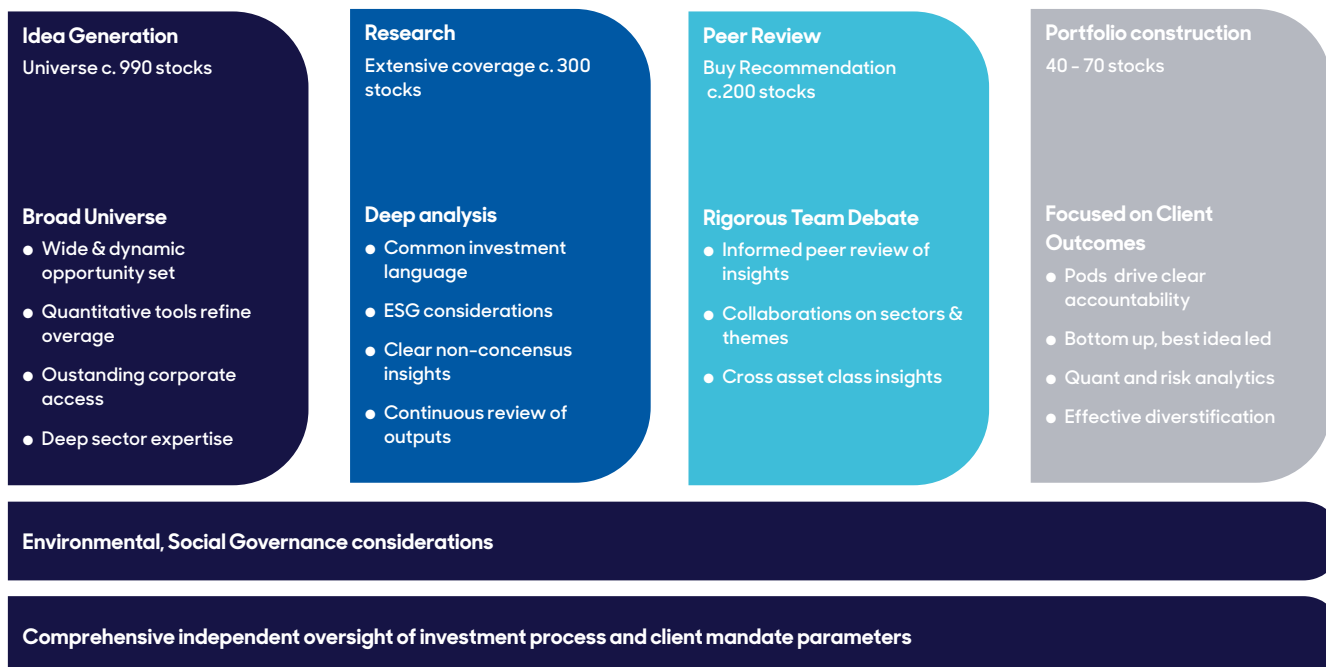 Idea Generation
Universe c. 990 stocks
Broad Universe
● Wide & dynamic
opportunity set
● Quantitative tools refine
overage
● Oustanding corporate
access
● Deep sector expertise
Research
Extensive coverage c. 300
stocks
Deep analysis
● Common investment
language
● ESG considerations
● Clear non-concensus
insights
● Continuous review of
outputs
Peer Review
Buy Recommendation
c.200 stocks
Rigorous Team Debate
● Informed peer review of
insights
● Collaborations on sectors &
themes
● Cross asset class insights
Portfolio construction
40 - 70 stocks
Focused on Client
Outcomes
● Pods drive clear
accountability
● Bottom up, best idea led
● Quant and risk analytics
● Effective diverstification
Environmental, Social Governance considerations
Comprehensive independent oversight of investment process and client mandate parameters